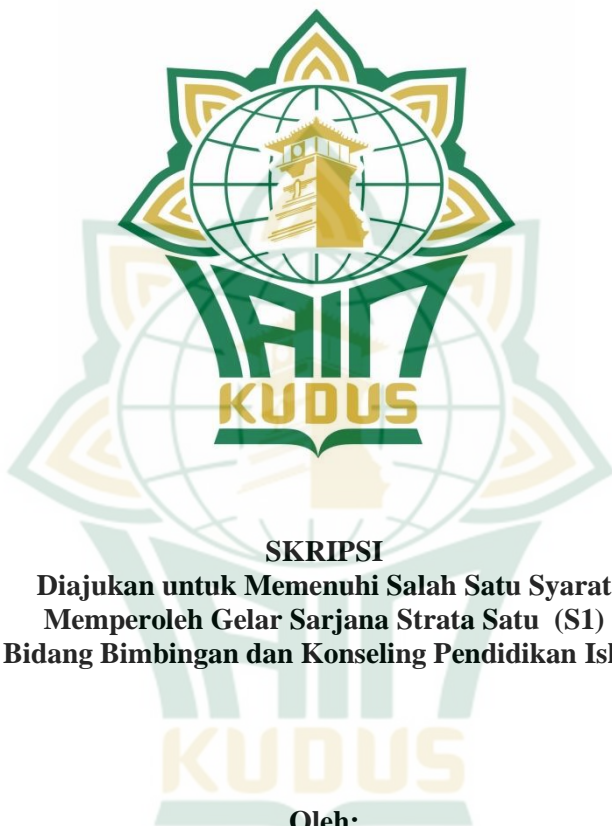 IAIN
KUDUS
SKRIPSI
Diajukan untuk Memenuhi Salah Satu Syarat
Memperoleh Gelar Sarjana Strata Satu (S1)
Bidang Bimbingan dan Konseling Pendidikan
KUDUS
Oleh: